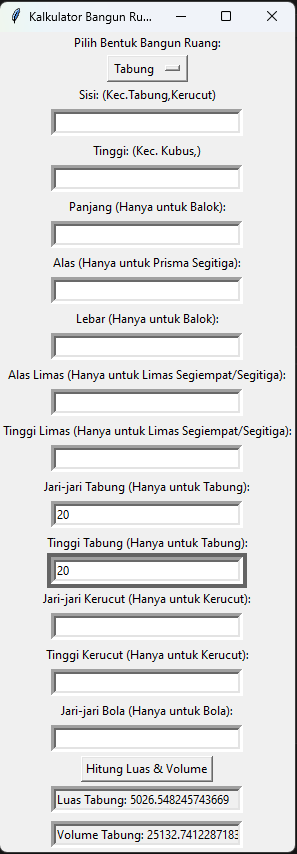 Kalkulator Bangun Ru...
Pilih Bentuk Bangun Ruang:
Tabung
Sisi: (Kec.Tabung,Kerucut)
Tinggi: (Kec. Kubus,)
Panjang (Hanya untuk Balok):
Alas (Hanya untuk Prisma Segitiga):
Lebar (Hanya untuk Balok):
Alas Limas (Hanya untuk Limas Segiempat/Segitiga):
Tinggi Limas (Hanya untuk Limas Segiempat/Segitiga):
Jari-jari Tabung (Hanya untuk Tabung):
20
Tinggi Tabung (Hanya untuk Tabung):
20
Jari-jari Kerucut (Hanya untuk Kerucut):
Tinggi Kerucut (Hanya untuk Kerucut):
Jari-jari Bola (Hanya untuk Bola):
Hitung Luas & Volume
Luas Tabung: 5026.548245743669
Volume Tabung: 25132.7412287183